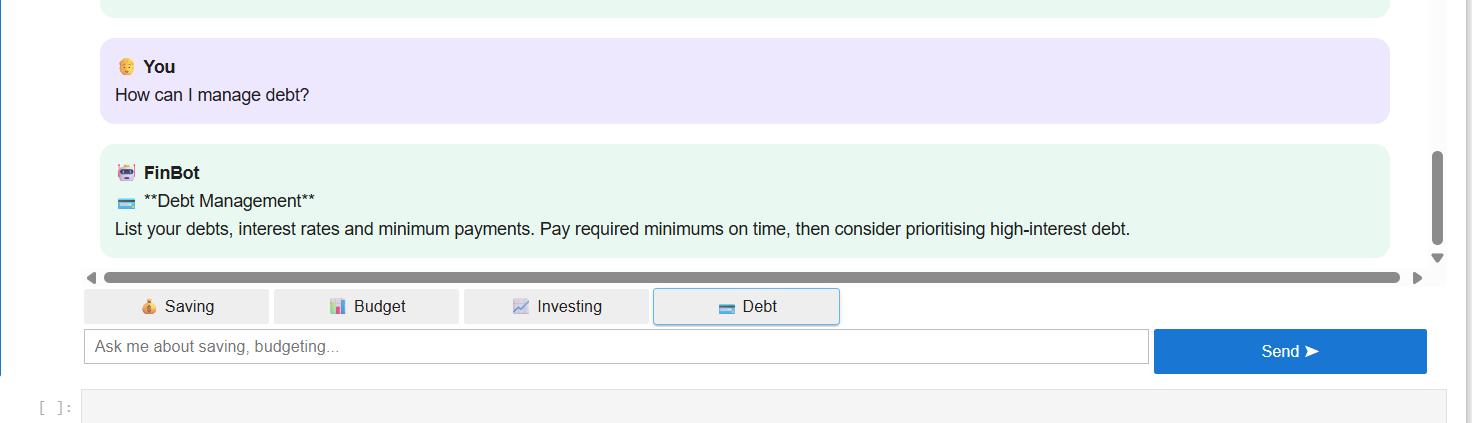 You
How can I manage debt?
FinBot
**Debt Management**
List your debts, interest rates and minimum payments. Pay required minimums on time, then consider prioritising high-interest debt.
Saving
Budget
Investing
Debt
Ask me about saving, budgeting...
Send ➤
[ ]: